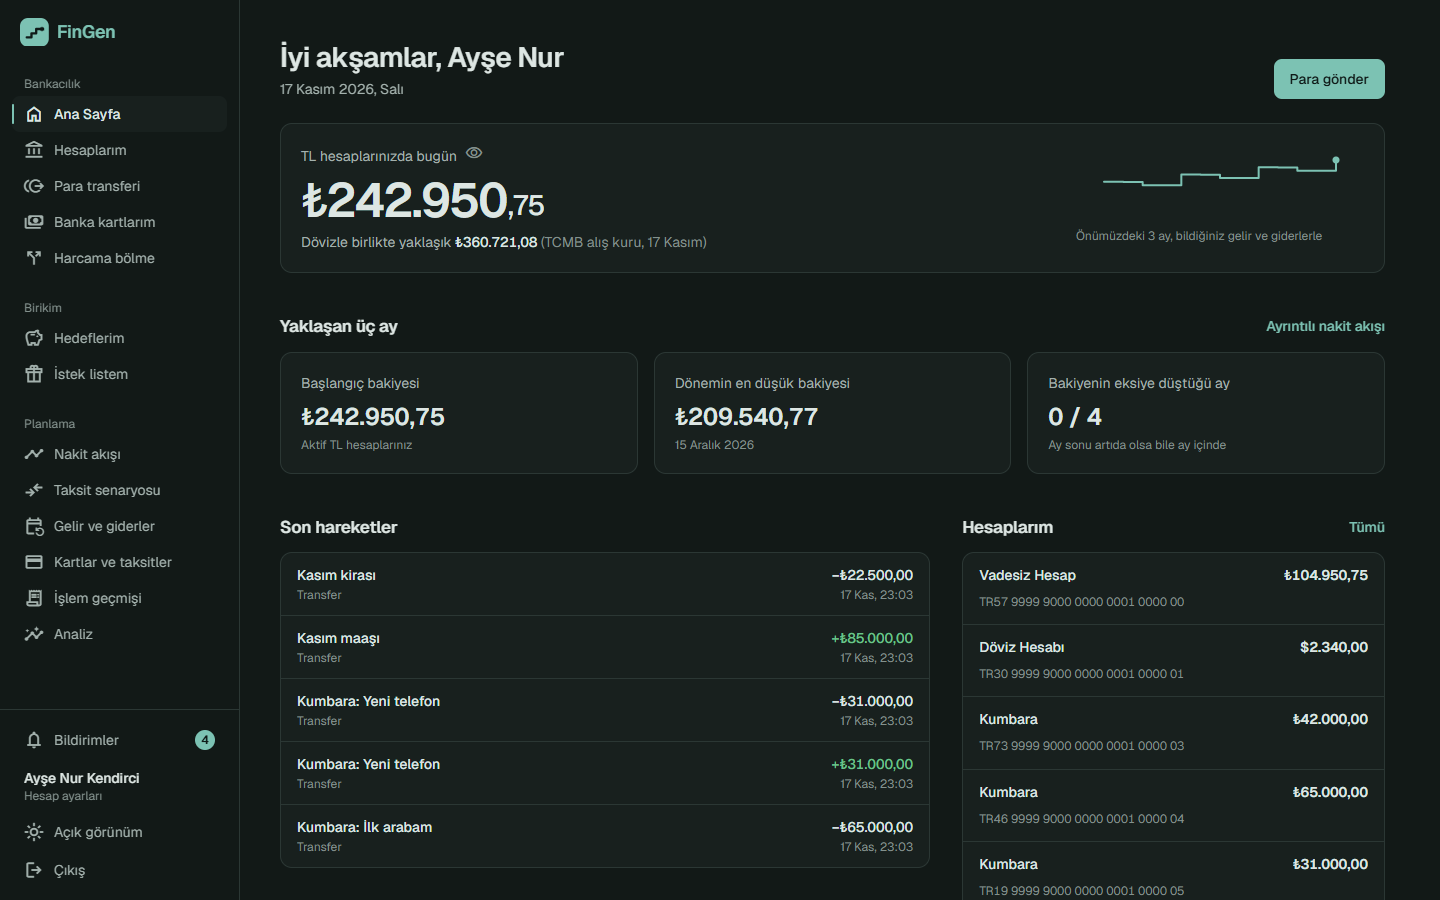 FinGen
Bankacılık
Ana Sayfa
Hesaplarım
Para transferi
Banka kartlarım
Harcama bölme
Birikim
Hedeflerim
İstek listem
Planlama
Nakit akışı
Taksit senaryosu
Gelir ve giderler
Kartlar ve taksitler
İşlem geçmişi
Analiz
Bildirimler 4
Ayşe Nur Kendirci
Hesap ayarları
Açık görünüm
Çıkış
İyi akşamlar, Ayşe Nur
17 Kasım 2026, Salı
Para gönder
TL hesaplarınızda bugün
₺242.950,75
Dövizle birlikte yaklaşık ₺360.721,08 (TCMB alış kuru, 17 Kasım)
Önümüzdeki 3 ay, bildiğiniz gelir ve giderlerle
Yaklaşan üç ay
Ayrıntılı nakit akışı
Başlangıç bakiyesi
₺242.950,75
Aktif TL hesaplarınız
Dönemin en düşük bakiyesi
₺209.540,77
15 Aralık 2026
Bakiyenin eksiye düştüğü ay
0 / 4
Ay sonu artıda olsa bile ay içinde
Son hareketler
Kasım kirası −₺22.500,00
Transfer 17 Kas, 23:03
Kasım maaşı +₺85.000,00
Transfer 17 Kas, 23:03
Kumbara: Yeni telefon −₺31.000,00
Transfer 17 Kas, 23:03
Kumbara: Yeni telefon +₺31.000,00
Transfer 17 Kas, 23:03
Kumbara: İlk arabam −₺65.000,00
Transfer 17 Kas, 23:03
Hesaplarım
Tümü
Vadesiz Hesap ₺104.950,75
TR57 9999 9000 0000 0001 0000 00
Döviz Hesabı $2.340,00
TR30 9999 9000 0000 0001 0000 01
Kumbara ₺42.000,00
TR73 9999 9000 0000 0001 0000 03
Kumbara ₺65.000,00
TR46 9999 9000 0000 0001 0000 04
Kumbara ₺31.000,00
TR19 9999 9000 0000 0001 0000 05